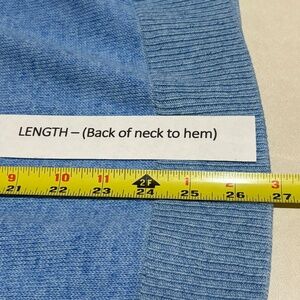 LENGTH – (Back of neck to hem)
9 10 11 2F 1 2 3
21 22 23 24 25 26 27